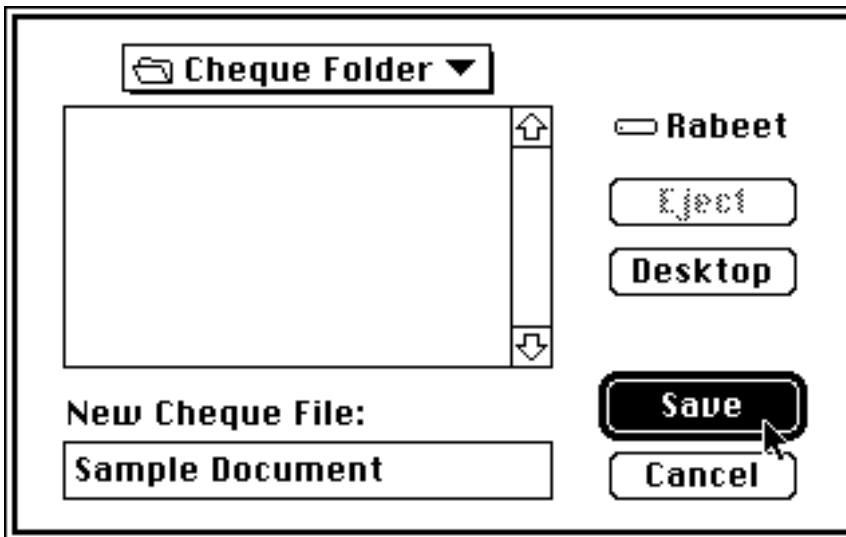 Cheque Folder
Rabeet
Eject
Desktop
New Cheque File:
Save
Sample Document
Cancel